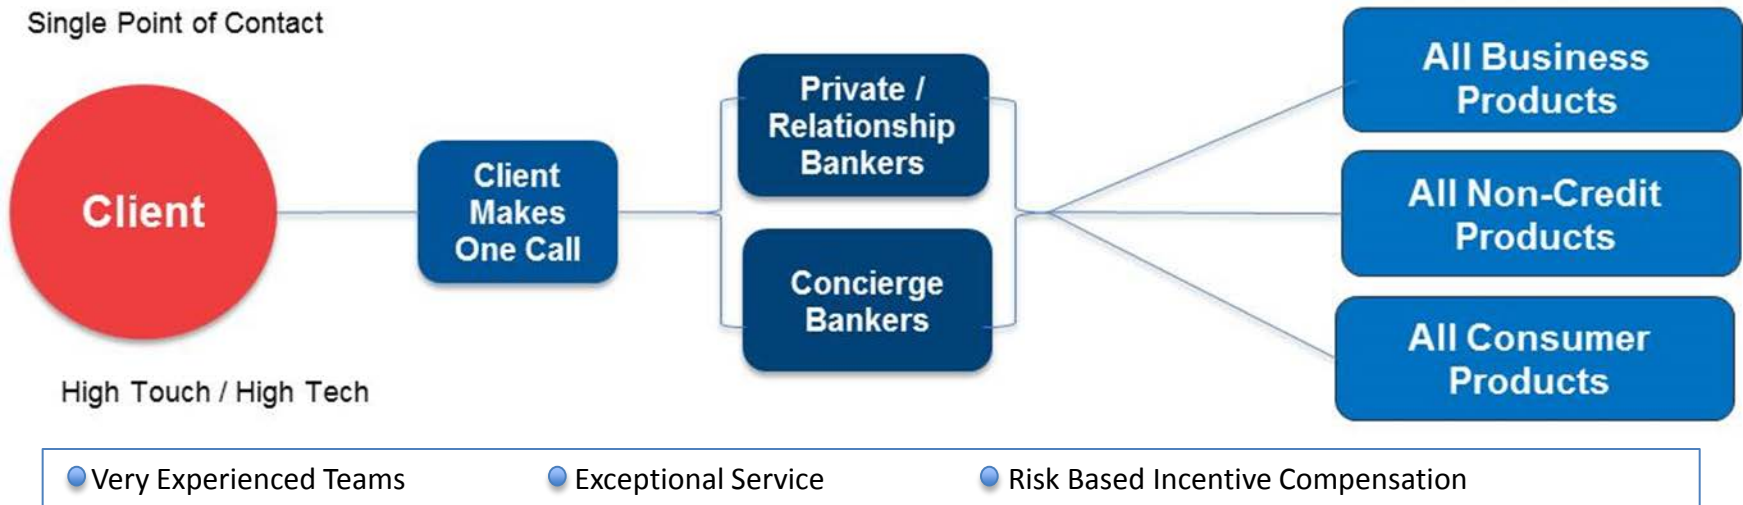 Single Point of Contact
Client
High Touch / High Tech
Client
Makes
One Call
Private /
Relationship
Bankers
Concierge
Bankers
All Business
Products
All Non-Credit
Products
All Consumer
Products
Very Experienced Teams
Exceptional Service
Risk Based Incentive Compensation